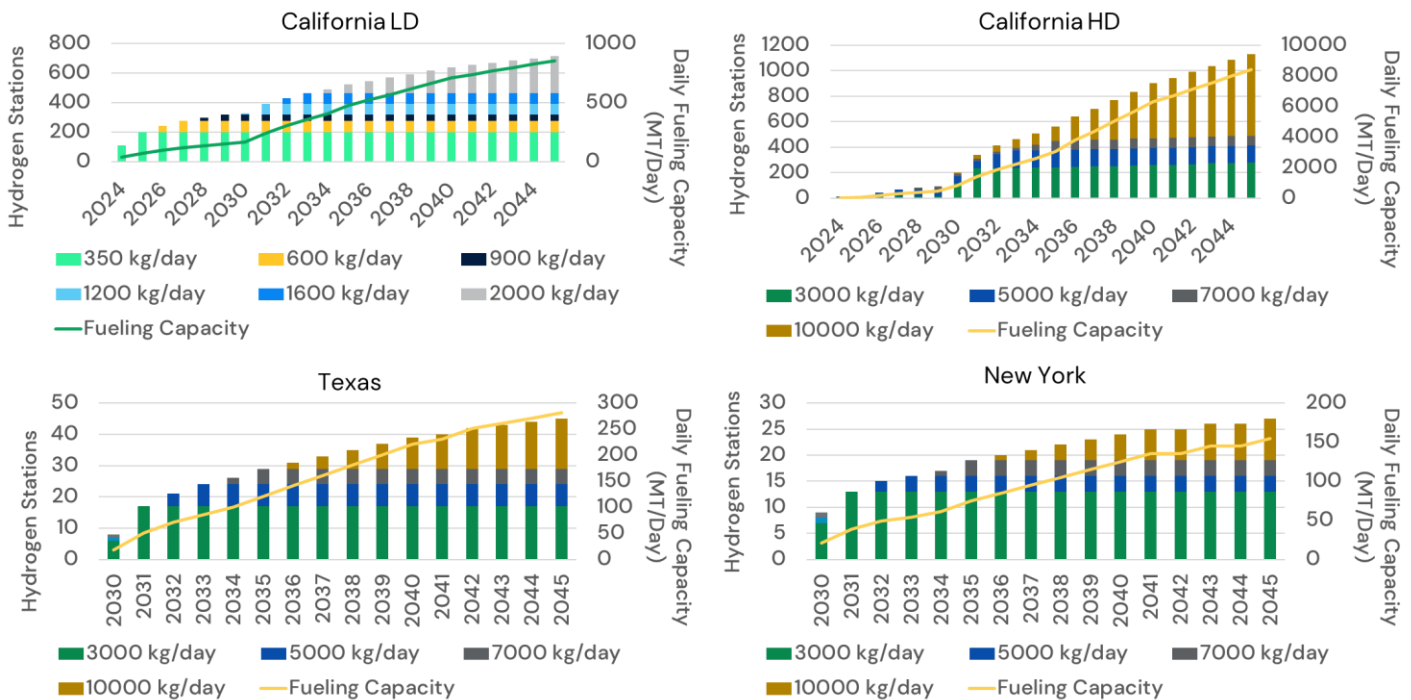 California LD
Hydrogen Stations
800
600
400
200
0
1000
500
0
Daily Fueling Capacity
(MT/Day)
2024
2026
2028
2030
2032
2034
2036
2038
2040
2042
2044
350 kg/day
600 kg/day
900 kg/day
1200 kg/day
1600 kg/day
2000 kg/day
Fueling Capacity
California HD
Hydrogen Stations
1200
1000
800
600
400
200
0
10000
8000
6000
4000
2000
0
Daily Fueling Capacity
(MT/Day)
2024
2026
2028
2030
2032
2034
2036
2038
2040
2042
2044
3000 kg/day
5000 kg/day
7000 kg/day
10000 kg/day
Fueling Capacity
Texas
Hydrogen Stations
50
40
30
20
10
0
300
250
200
150
100
50
0
Daily Fueling Capacity
(MT/Day)
2030
2031
2032
2033
2034
2035
2036
2037
2038
2039
2040
2041
2042
2043
2044
2045
3000 kg/day
5000 kg/day
7000 kg/day
10000 kg/day
Fueling Capacity
New York
Hydrogen Stations
30
25
20
15
10
5
0
200
150
100
50
0
Daily Fueling Capacity
(MT/Day)
2030
2031
2032
2033
2034
2035
2036
2037
2038
2039
2040
2041
2042
2043
2044
2045
3000 kg/day
5000 kg/day
7000 kg/day
10000 kg/day
Fueling Capacity